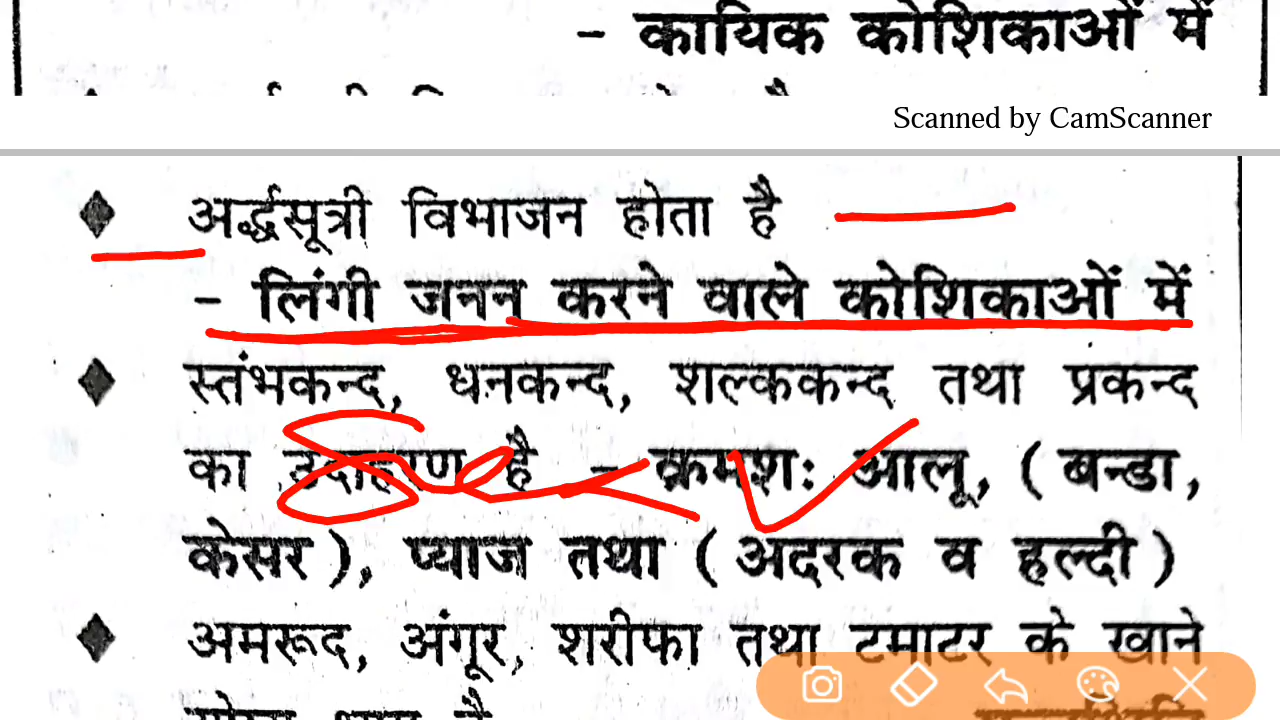 - कायिक कोशिकाओं में
Scanned by CamScanner
अर्द्धसूत्री विभाजन होता है
- लिंगी जनन करने वाले कोशिकाओं में
स्तंभकन्द, धनकन्द, शल्ककन्द तथा प्रकन्द
का उदाहरण है - क्रमशः आलू, (बन्डा,
केसर), प्याज तथा (अदरक व हल्दी)
अमरूद, अंगूर, शरीफा तथा टमाटर के खाने